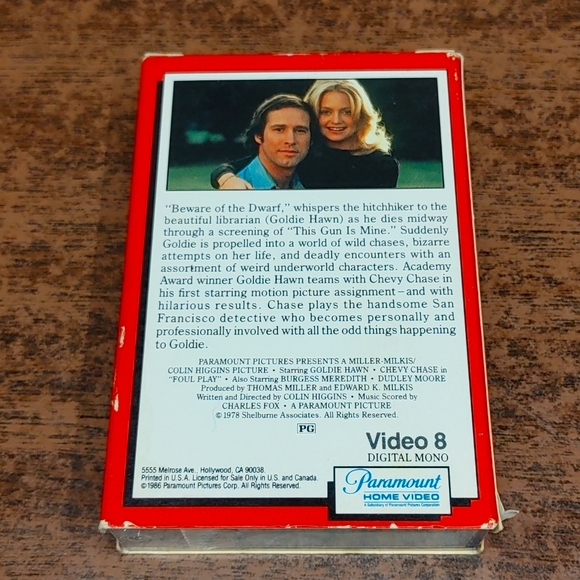 "Beware of the Dwarf," whispers the hitchhiker to the
beautiful librarian (Goldie Hawn) as he dies midway
through a screening of "This Gun Is Mine." Suddenly
Goldie is propelled into a world of wild chases, bizarre
attempts on her life, and deadly encounters with an
assortment of weird underworld characters. Academy
Award winner Goldie Hawn teams with Chevy Chase in
his first starring motion picture assignment–and with
hilarious results. Chase plays the handsome San
Francisco detective who becomes personally and
professionally involved with all the odd things happening
to Goldie.
PARAMOUNT PICTURES PRESENTS A MILLER-MILKIS/
COLIN HIGGINS PICTURE • Starring GOLDIE HAWN • CHEVY CHASE in
"FOUL PLAY" • Also Starring BURGESS MEREDITH • DUDLEY MOORE
Produced by THOMAS MILLER and EDWARD K. MILKIS
Written and Directed by COLIN HIGGINS • Music Scored by
CHARLES FOX • A PARAMOUNT PICTURE
© 1978 Shelburne Associates. All Rights Reserved.
PG
Video 8
DIGITAL MONO
5555 Melrose Ave., Hollywood, CA 90038.
Printed in U.S.A. Licensed for Sale Only in U.S. and Canada.
©1986 Paramount Pictures Corp. All Rights Reserved.
Paramount
HOME VIDEO
a Subsidiary of Paramount Pictures Corporation